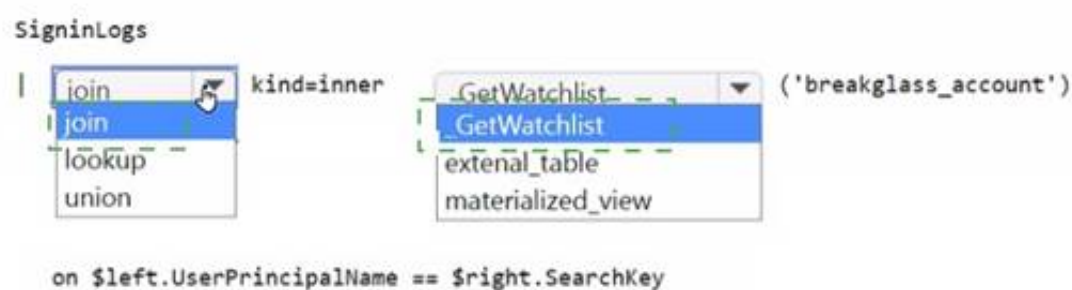 SigninLogs
| join kind=inner _GetWatchlist ('breakglass_account')
join _GetWatchlist
lookup extenal_table
union materialized_view
on $left.UserPrincipalName == $right.SearchKey